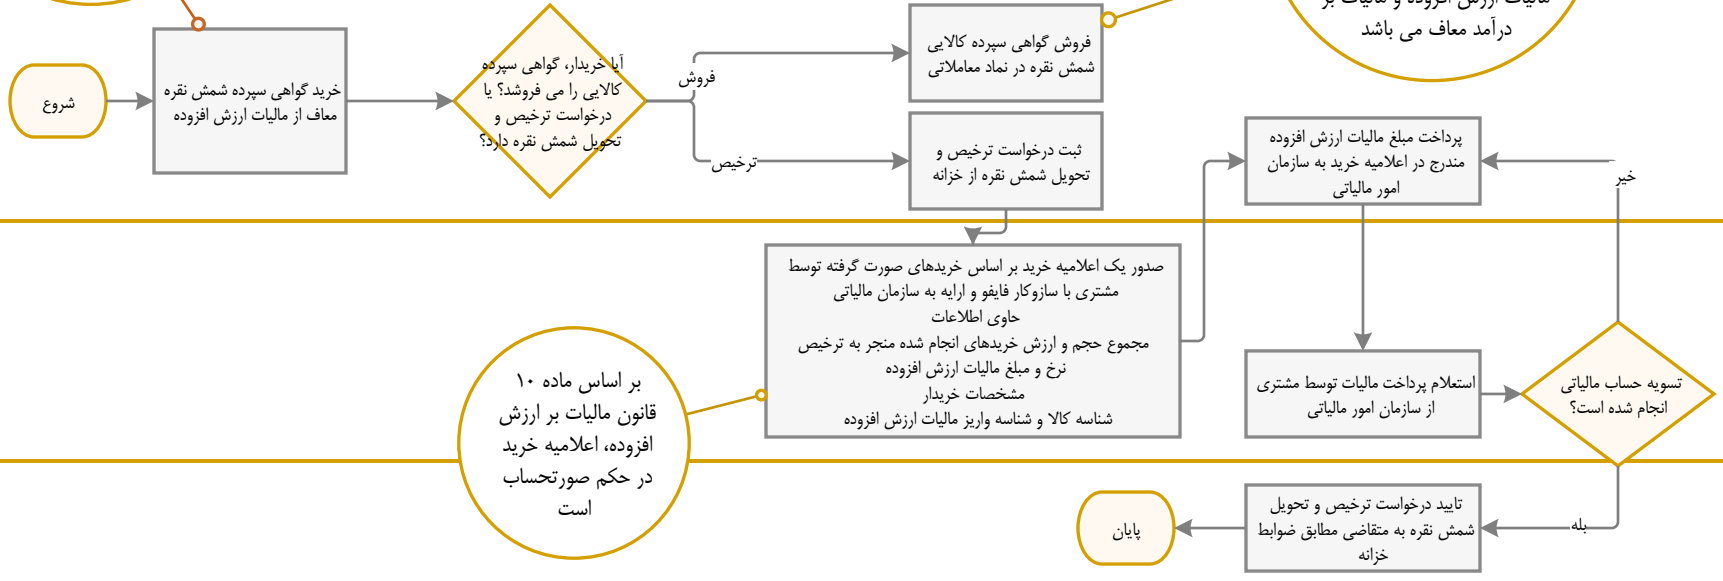 مالیات ارزش افزوده و مالیات بر
درآمد معاف می باشد
شروع
خرید گواهی سپرده شمش نقره
معاف از مالیات ارزش افزوده
آیا خریدار، گواهی سپرده
کالایی را می فروشد؟ یا
درخواست ترخیص و
تحویل شمش نقره دارد؟
فروش
فروش گواهی سپرده کالایی
شمش نقره در نماد معاملاتی
ترخیص
ثبت درخواست ترخیص و
تحویل شمش نقره از خزانه
صدور یک اعلامیه خرید بر اساس خریدهای صورت گرفته توسط
مشتری با سازوکار فایفو و ارایه به سازمان مالیاتی
حاوی اطلاعات
مجموع حجم و ارزش خریدهای انجام شده منجر به ترخیص
نرخ و مبلغ مالیات ارزش افزوده
مشخصات خریدار
شناسه کالا و شناسه واریز مالیات ارزش افزوده
بر اساس ماده ۱۰
قانون مالیات بر ارزش
افزوده، اعلامیه خرید
در حکم صورتحساب
است
پرداخت مبلغ مالیات ارزش افزوده
مندرج در اعلامیه خرید به سازمان
امور مالیاتی
استعلام پرداخت مالیات توسط مشتری
از سازمان امور مالیاتی
تسویه حساب مالیاتی
انجام شده است؟
خیر
بله
تایید درخواست ترخیص و تحویل
شمش نقره به متقاضی مطابق ضوابط
خزانه
پایان